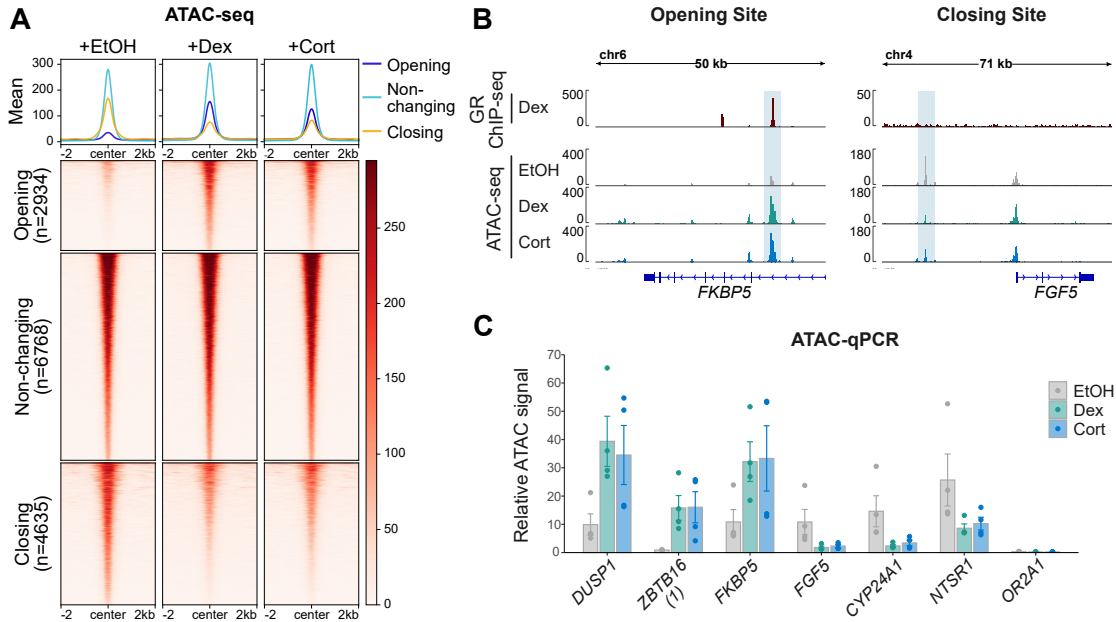 A
ATAC-seq
+EtOH
+Dex
+Cort
Mean
300
200
100
0
-2 center 2kb
-2 center 2kb
-2 center 2kb
Opening
Non-
changing
Closing
Opening
(n=2934)
Non-changing
(n=6768)
Closing
(n=4635)
-2 center 2kb
-2 center 2kb
-2 center 2kb
250
200
150
100
50
0
B
Opening Site
Closing Site
chr6
50 kb
chr4
71 kb
GR
ChIP-seq
Dex
500
0
50
0
ATAC-seq
EtOH
400
0
180
0
Dex
400
0
180
0
Cort
400
0
180
0
FKBP5
FGF5
C
ATAC-qPCR
Relative ATAC signal
70
60
50
40
30
20
10
0
EtOH
Dex
Cort
DUSP1
ZBTB16
(1)
FKBP5
FGF5
CYP24A1
NTSR1
OR2A1